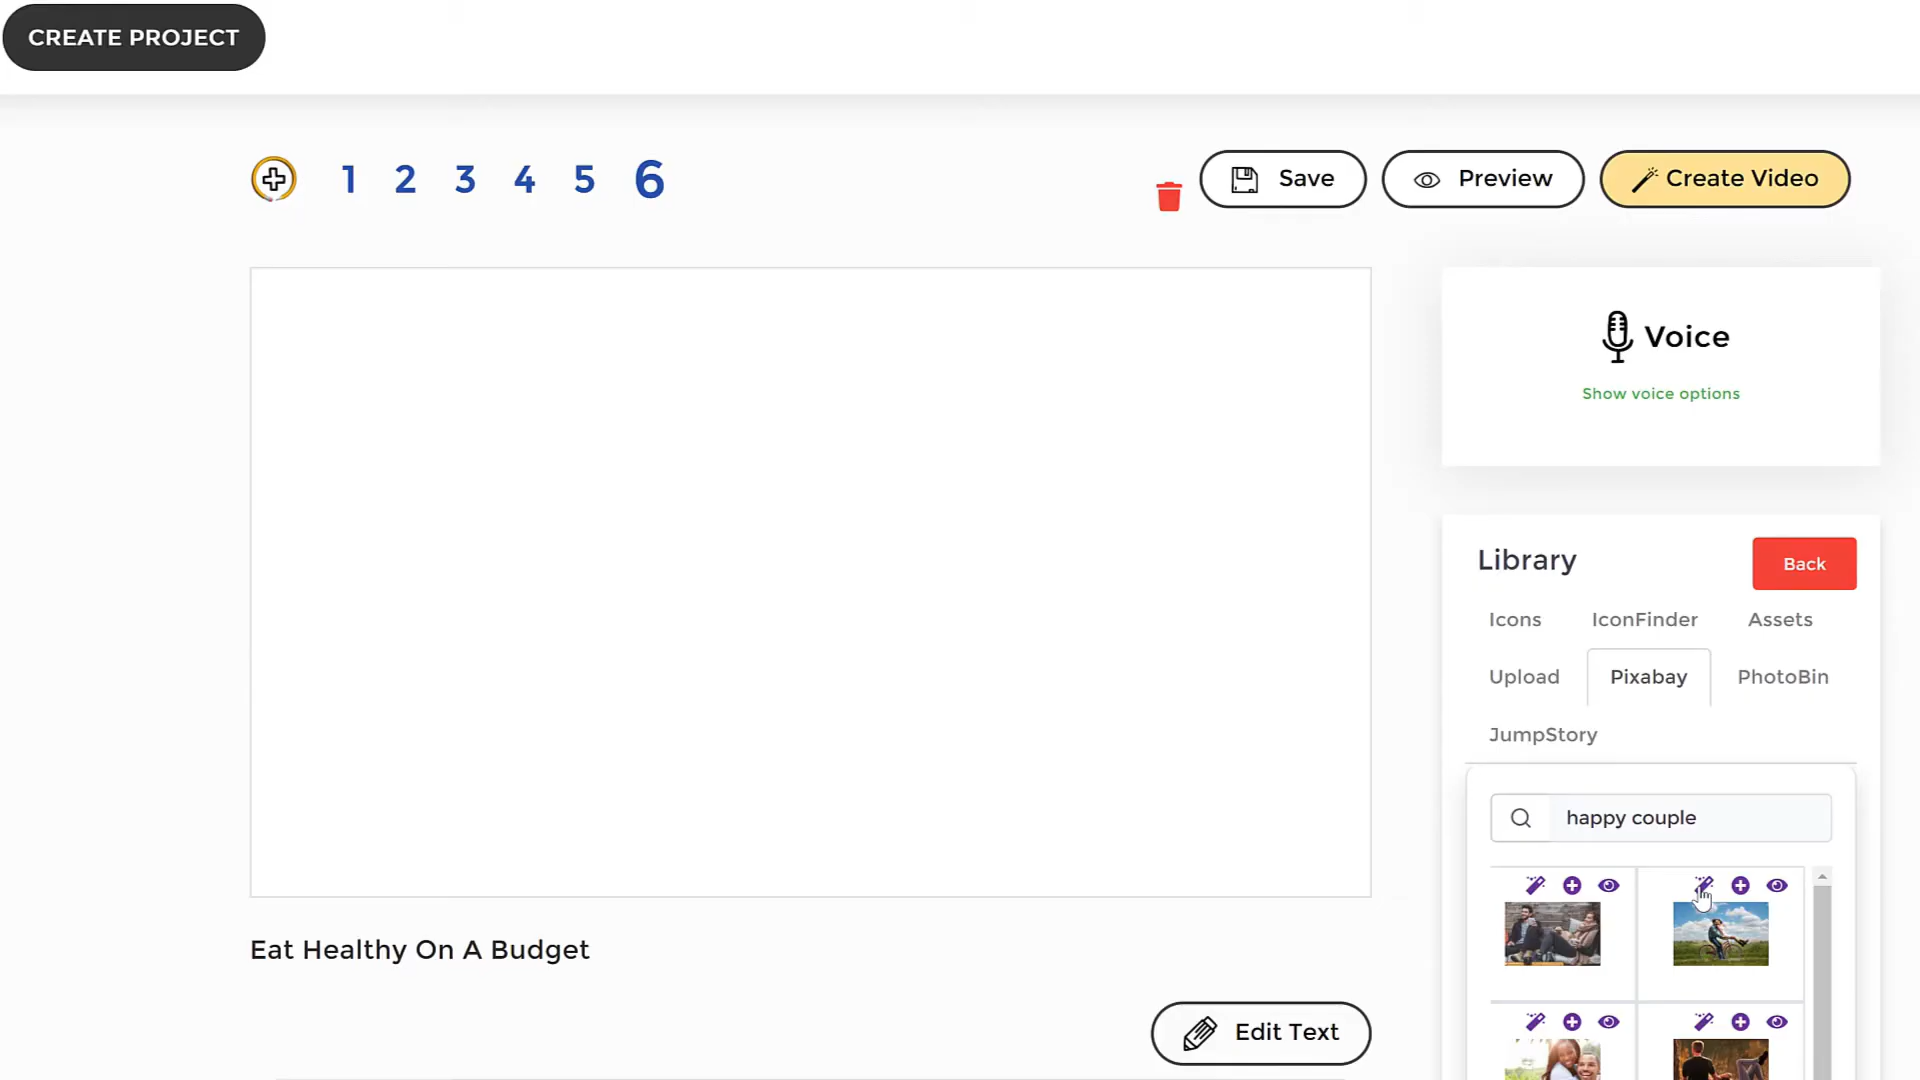 CREATE PROJECT
1 2 3 4 5 6
Save
Preview
Create Video
Voice
Show voice options
Library
Back
Icons
IconFinder
Assets
Upload
Pixabay
PhotoBin
JumpStory
happy couple
Eat Healthy On A Budget
Edit Text